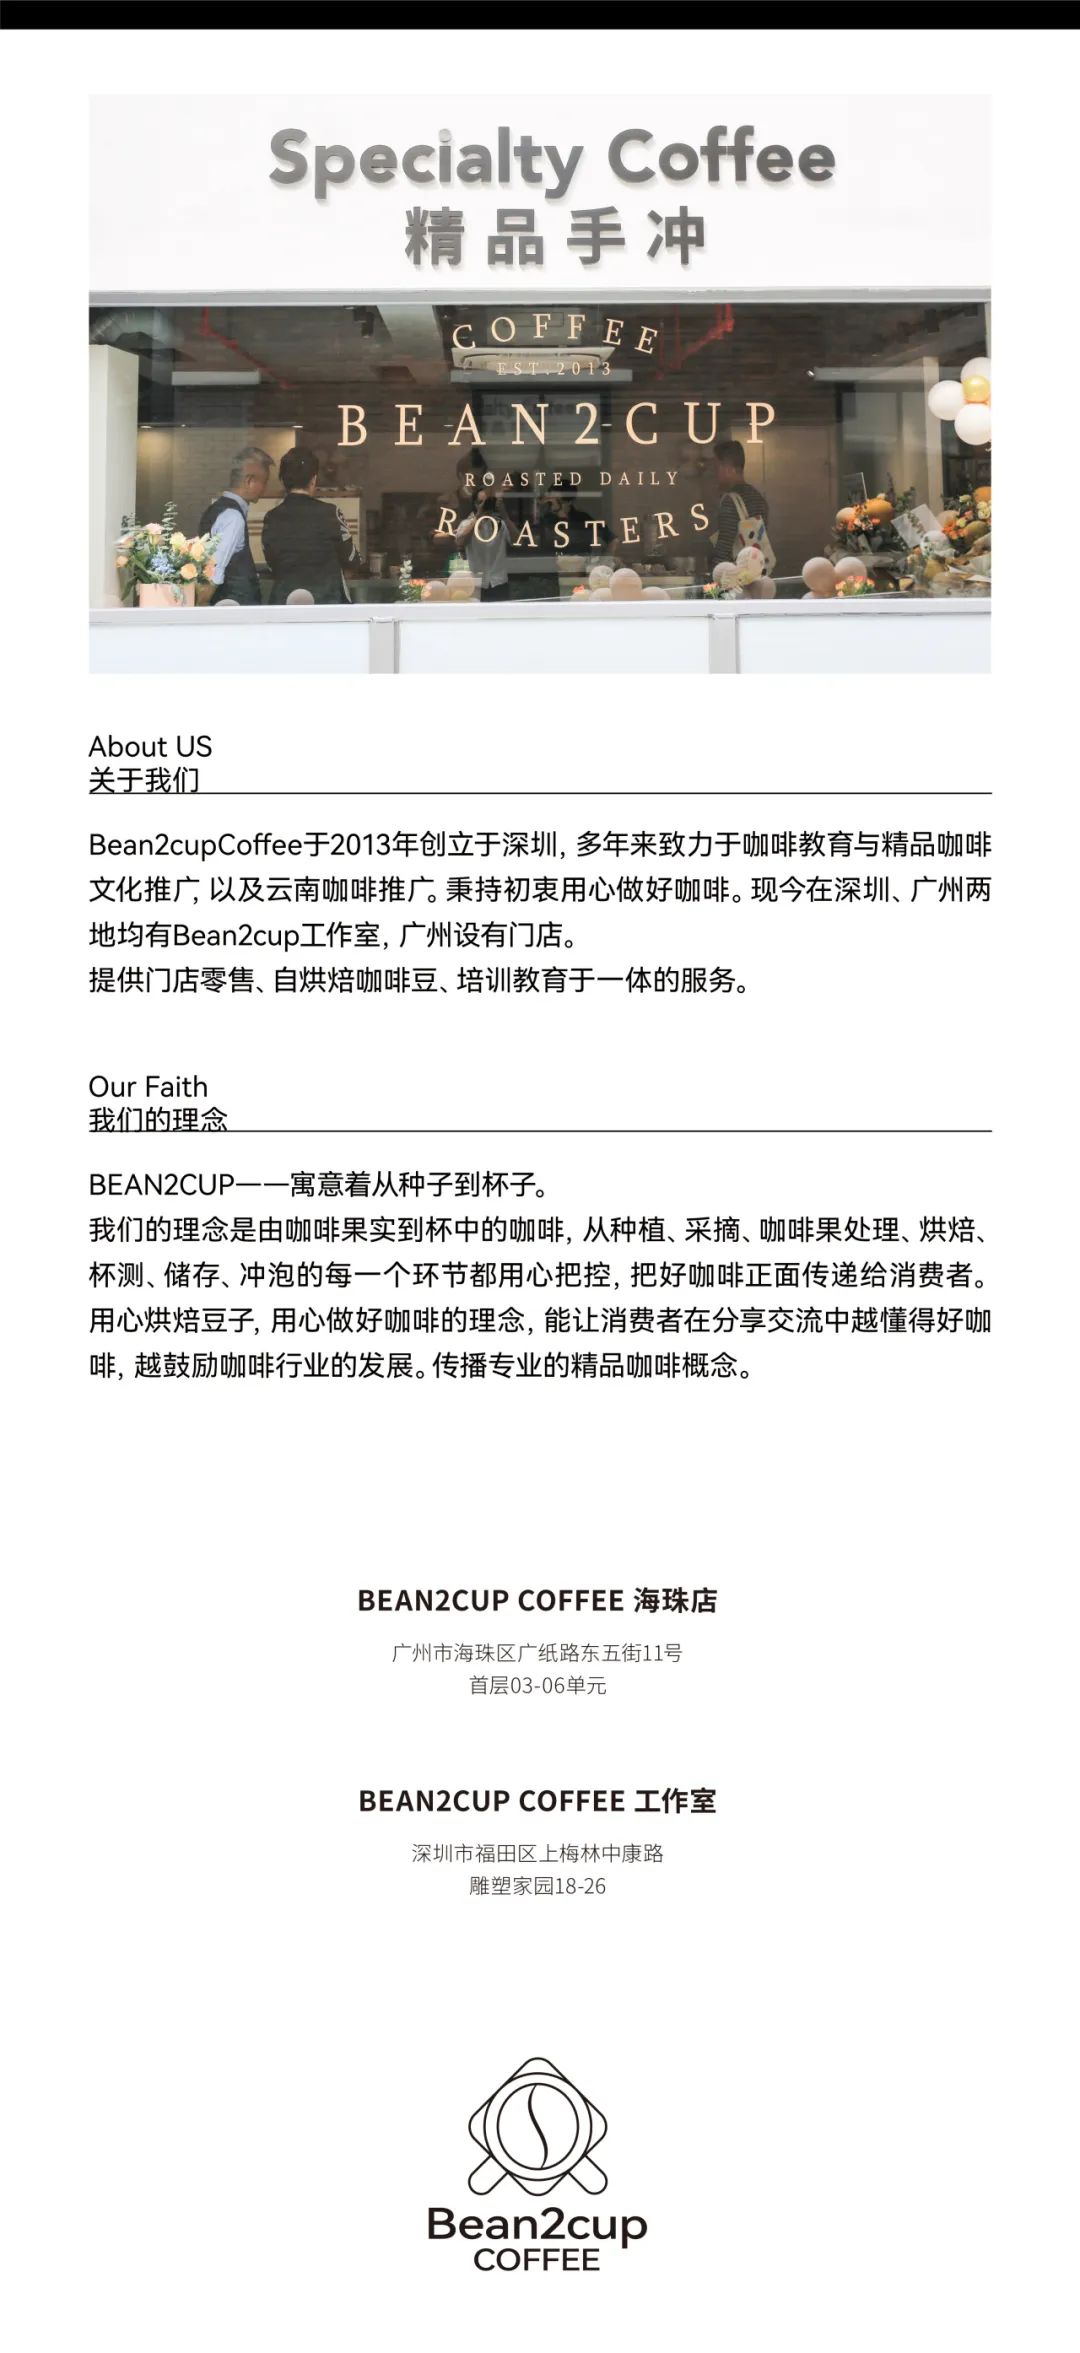 Specialty Coffee
精品手冲
COFFEE
EST.2013
BEAN2CUP
ROASTED DAILY
ROASTERS
About US
关于我们
Bean2cupCoffee于2013年创立于深圳，多年来致力于咖啡教育与精品咖啡
文化推广，以及云南咖啡推广。秉持初衷用心做好咖啡。现今在深圳、广州两
地均有Bean2cup工作室，广州设有门店。
提供门店零售、自烘焙咖啡豆、培训教育于一体的服务。
Our Faith
我们的理念
BEAN2CUP——寓意着从种子到杯子。
我们的理念是由咖啡果实到杯中的咖啡，从种植、采摘、咖啡果处理、烘焙、
杯测、储存、冲泡的每一个环节都用心把控，把好咖啡正面传递给消费者。
用心烘焙豆子，用心做好咖啡的理念，能让消费者在分享交流中越懂得好咖
啡，越鼓励咖啡行业的发展。传播专业的精品咖啡概念。
BEAN2CUP COFFEE 海珠店
广州市海珠区广纸路东五街11号
首层03-06单元
BEAN2CUP COFFEE 工作室
深圳市福田区上梅林中康路
雕塑家园18-26
Bean2cup
COFFEE